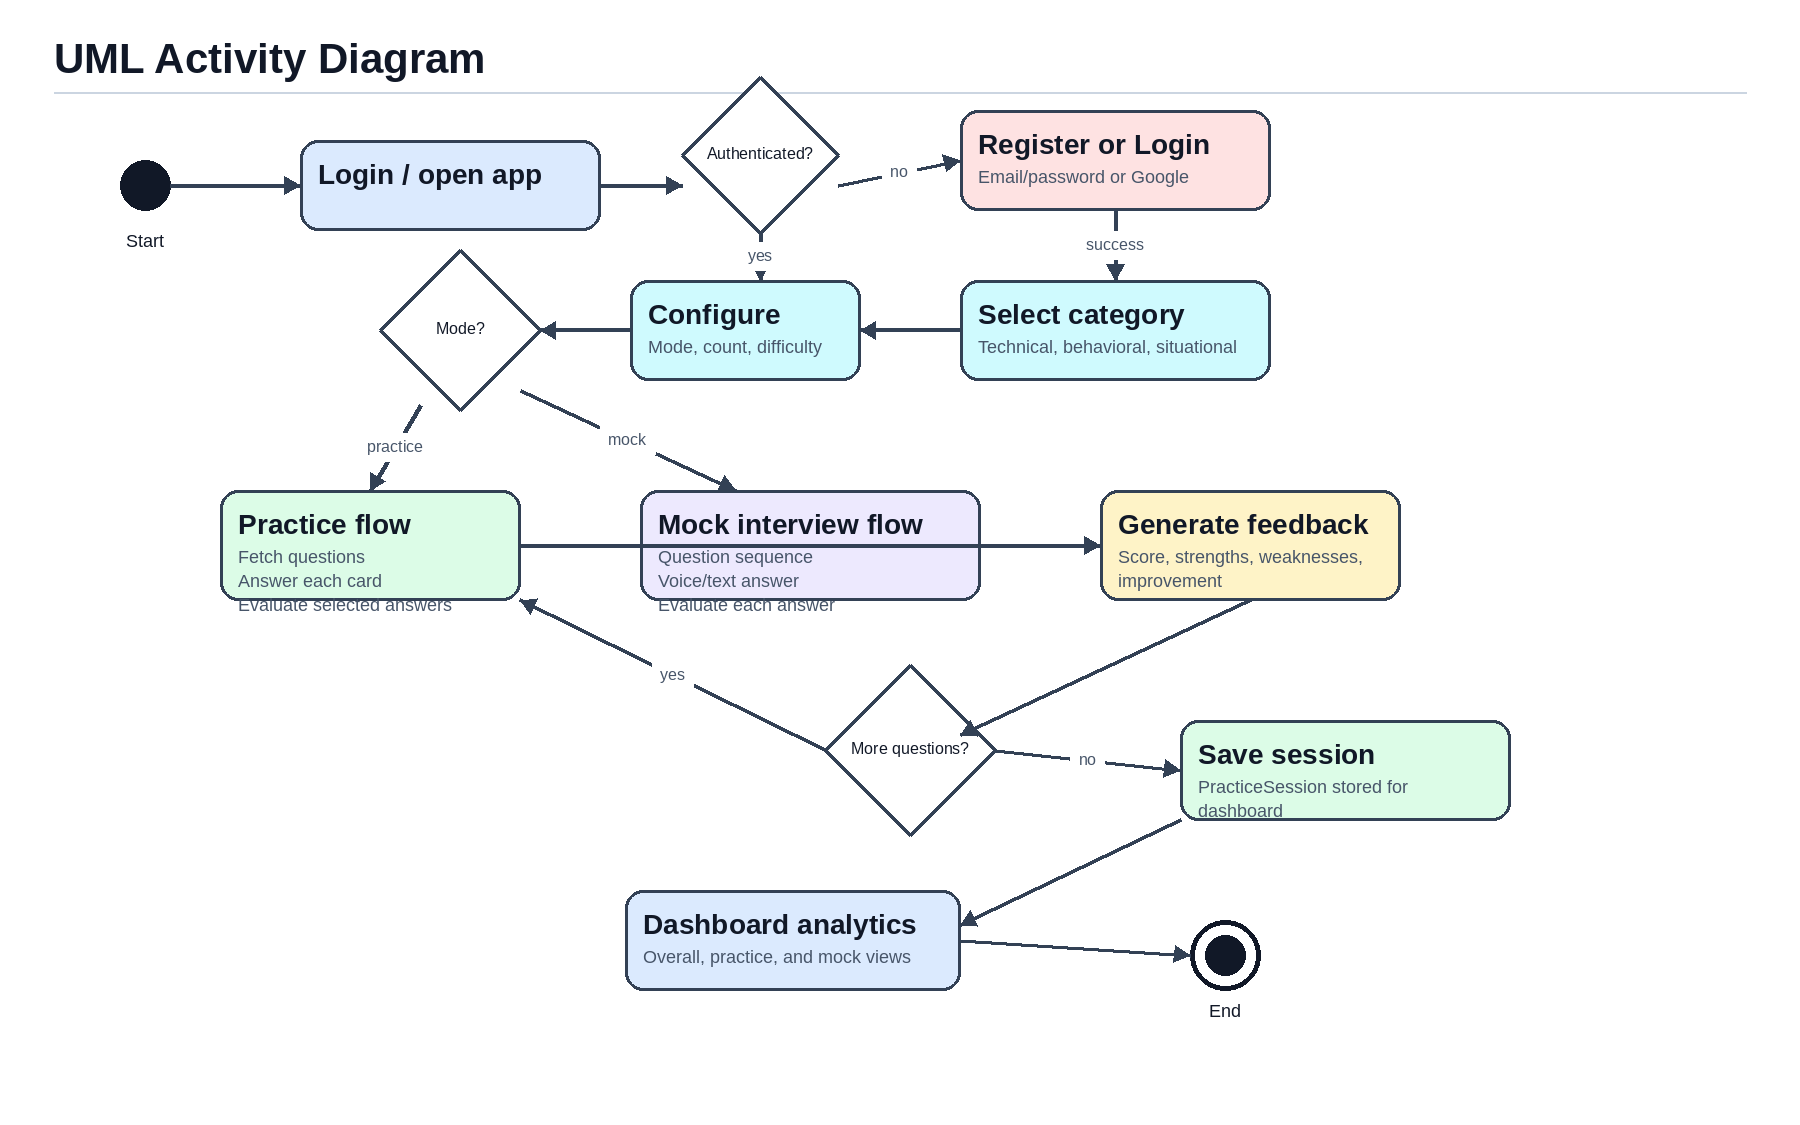 UML Activity Diagram
Authenticated?
Register or Login
Email/password or Google
Login / open app
no
Start
yes
success
Mode?
Configure
Mode, count, difficulty
Select category
Technical, behavioral, situational
practice
mock
Practice flow
Fetch questions
Answer each card
Evaluate selected answers
Mock interview flow
Question sequence
Voice/text answer
Evaluate each answer
Generate feedback
Score, strengths, weaknesses,
improvement
yes
More questions?
no
Save session
PracticeSession stored for
dashboard
Dashboard analytics
Overall, practice, and mock views
End